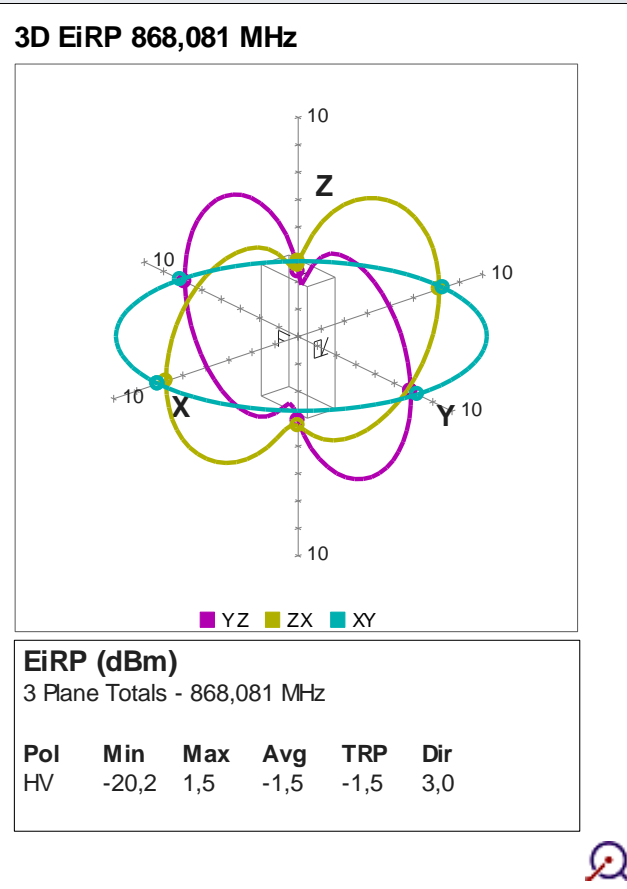 3D EiRP 868,081 MHz
10
Z
10
10
10
X
Y
10
10
YZ ZX XY
EiRP (dBm)
3 Plane Totals - 868,081 MHz
Pol Min Max Avg TRP Dir
HV -20,2 1,5 -1,5 -1,5 3,0